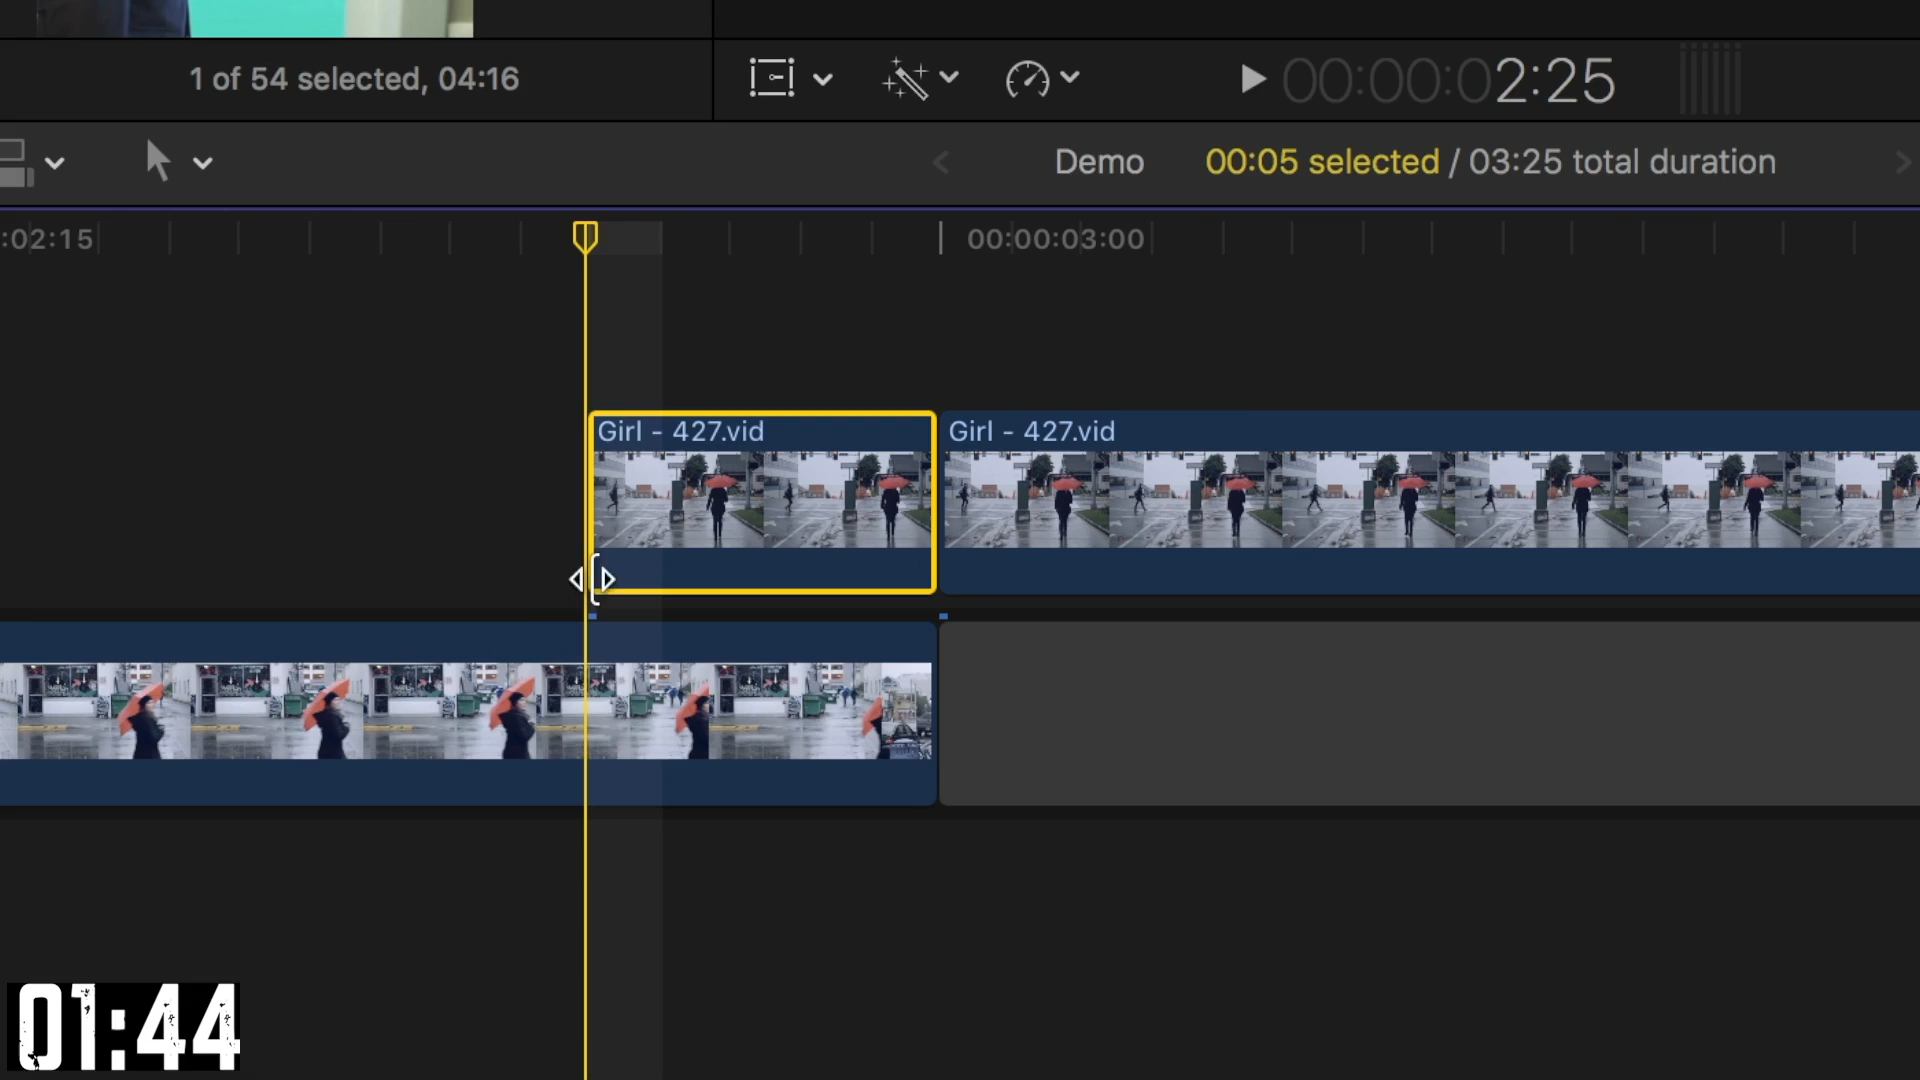 1 of 54 selected, 04:16
00:00:02:25
Demo
00:05 selected / 03:25 total duration
:02:15
00:00:03:00
Girl - 427.vid
Girl - 427.vid
01:44